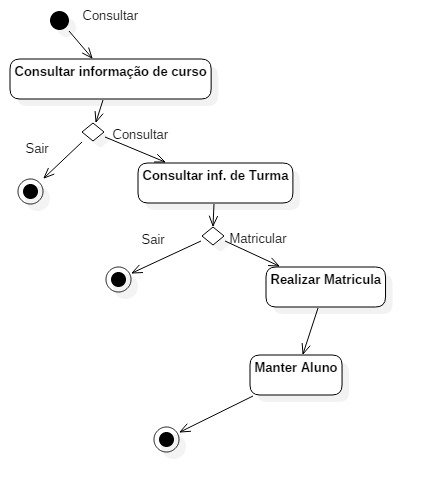 Consultar
Consultar informação de curso
Consultar
Sair
Consultar inf. de Turma
Sair
Matricular
Realizar Matricula
Manter Aluno